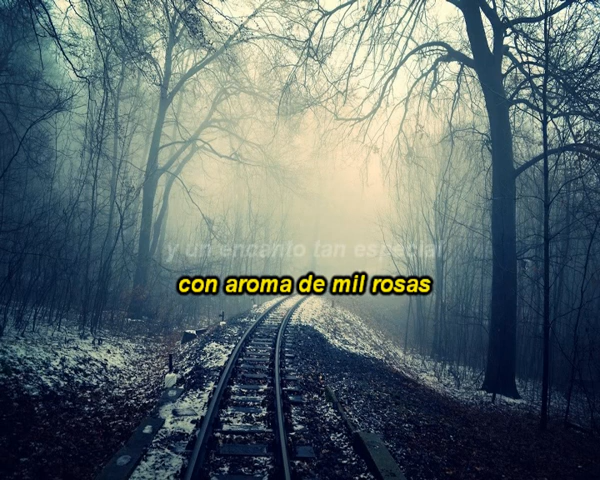 y un encanto tan especial
con aroma de mil rosas